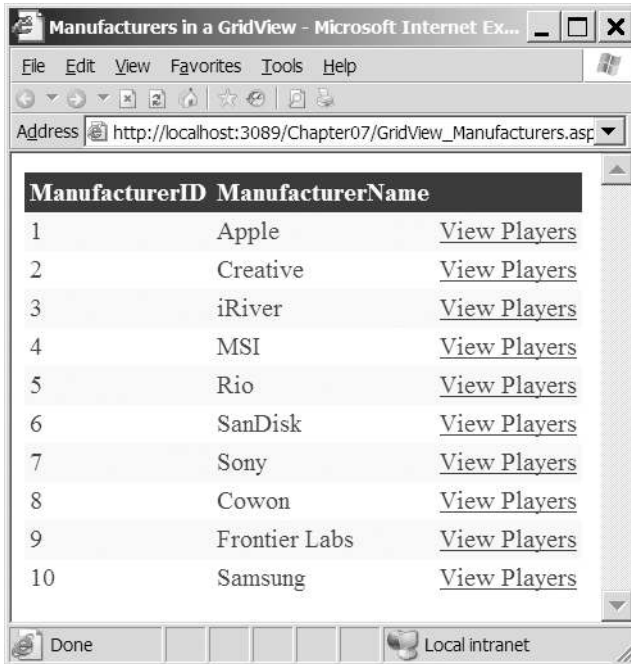 Manufacturers in a GridView - Microsoft Internet Ex...
File Edit View Favorites Tools Help
Address http://localhost:3089/Chapter07/GridView_Manufacturers.asp
ManufacturerID ManufacturerName
1 Apple View Players
2 Creative View Players
3 iRiver View Players
4 MSI View Players
5 Rio View Players
6 SanDisk View Players
7 Sony View Players
8 Cowon View Players
9 Frontier Labs View Players
10 Samsung View Players
Done Local intranet